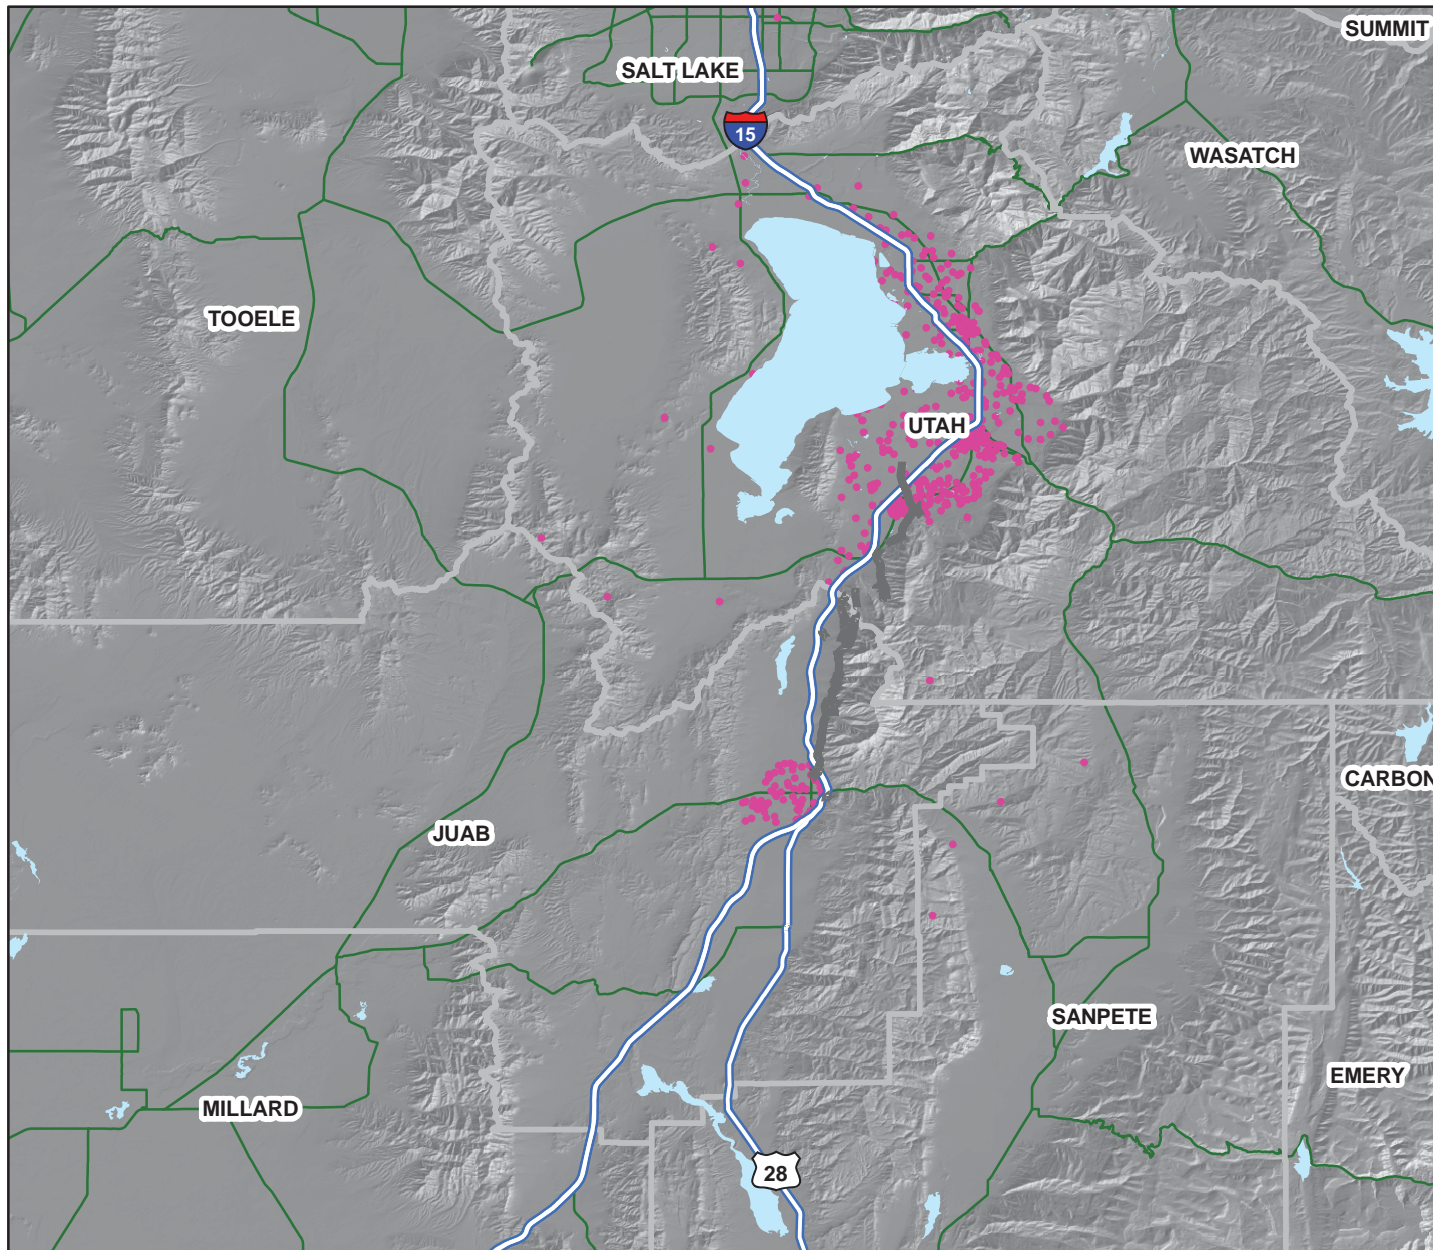 SUMMIT
SALT LAKE
15
WASATCH
TOOELE
UTAH
CARBON
JUAB
SANPETE
EMERY
MILLARD
28